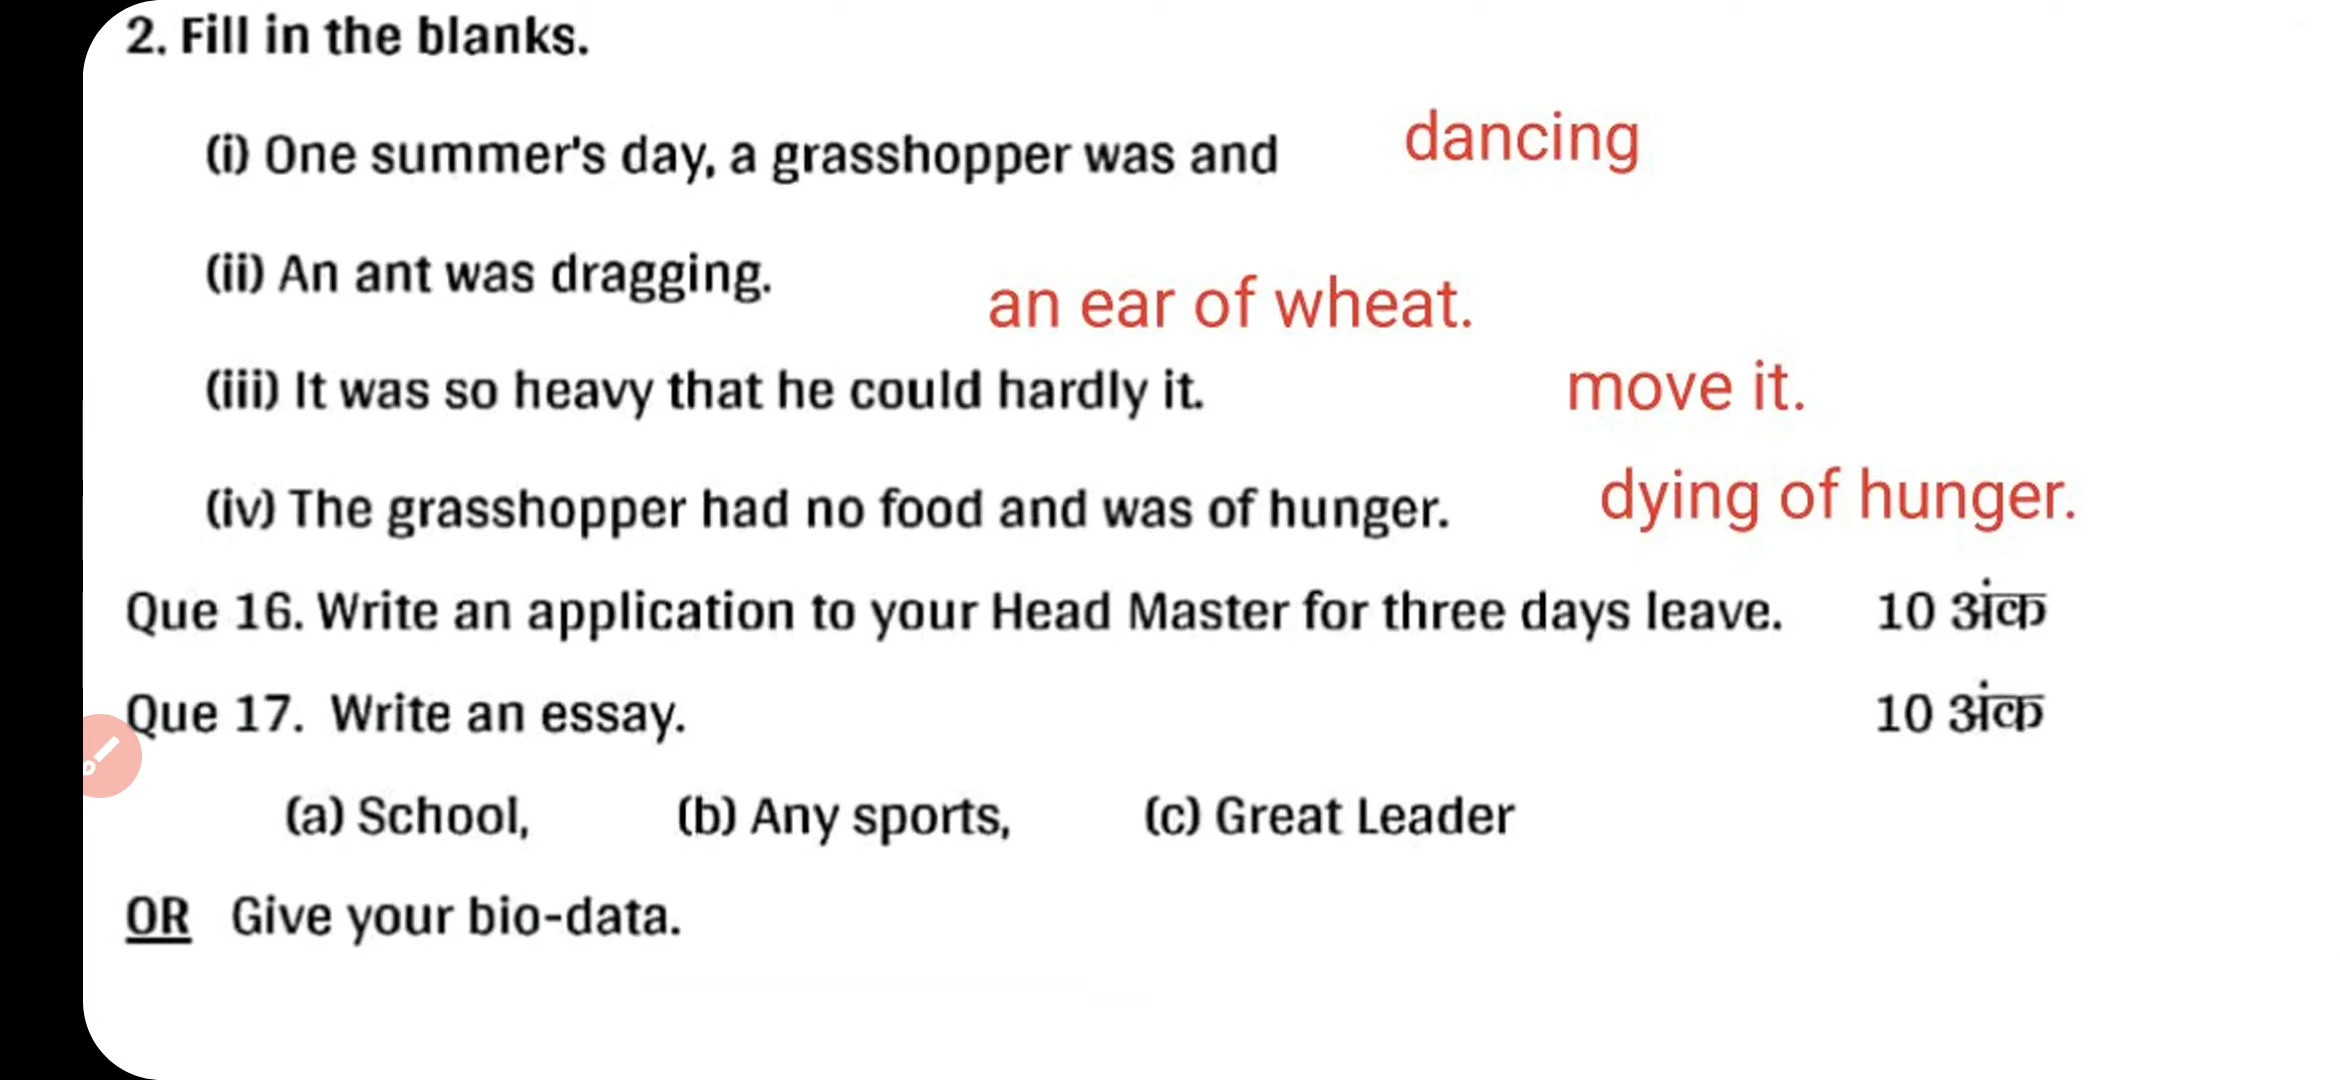 2. Fill in the blanks.
(i) One summer's day, a grasshopper was and dancing
(ii) An ant was dragging. an ear of wheat.
(iii) It was so heavy that he could hardly it. move it.
(iv) The grasshopper had no food and was of hunger. dying of hunger.
Que 16. Write an application to your Head Master for three days leave. 10 अंक
Que 17. Write an essay. 10 अंक
(a) School, (b) Any sports, (c) Great Leader
OR Give your bio-data.